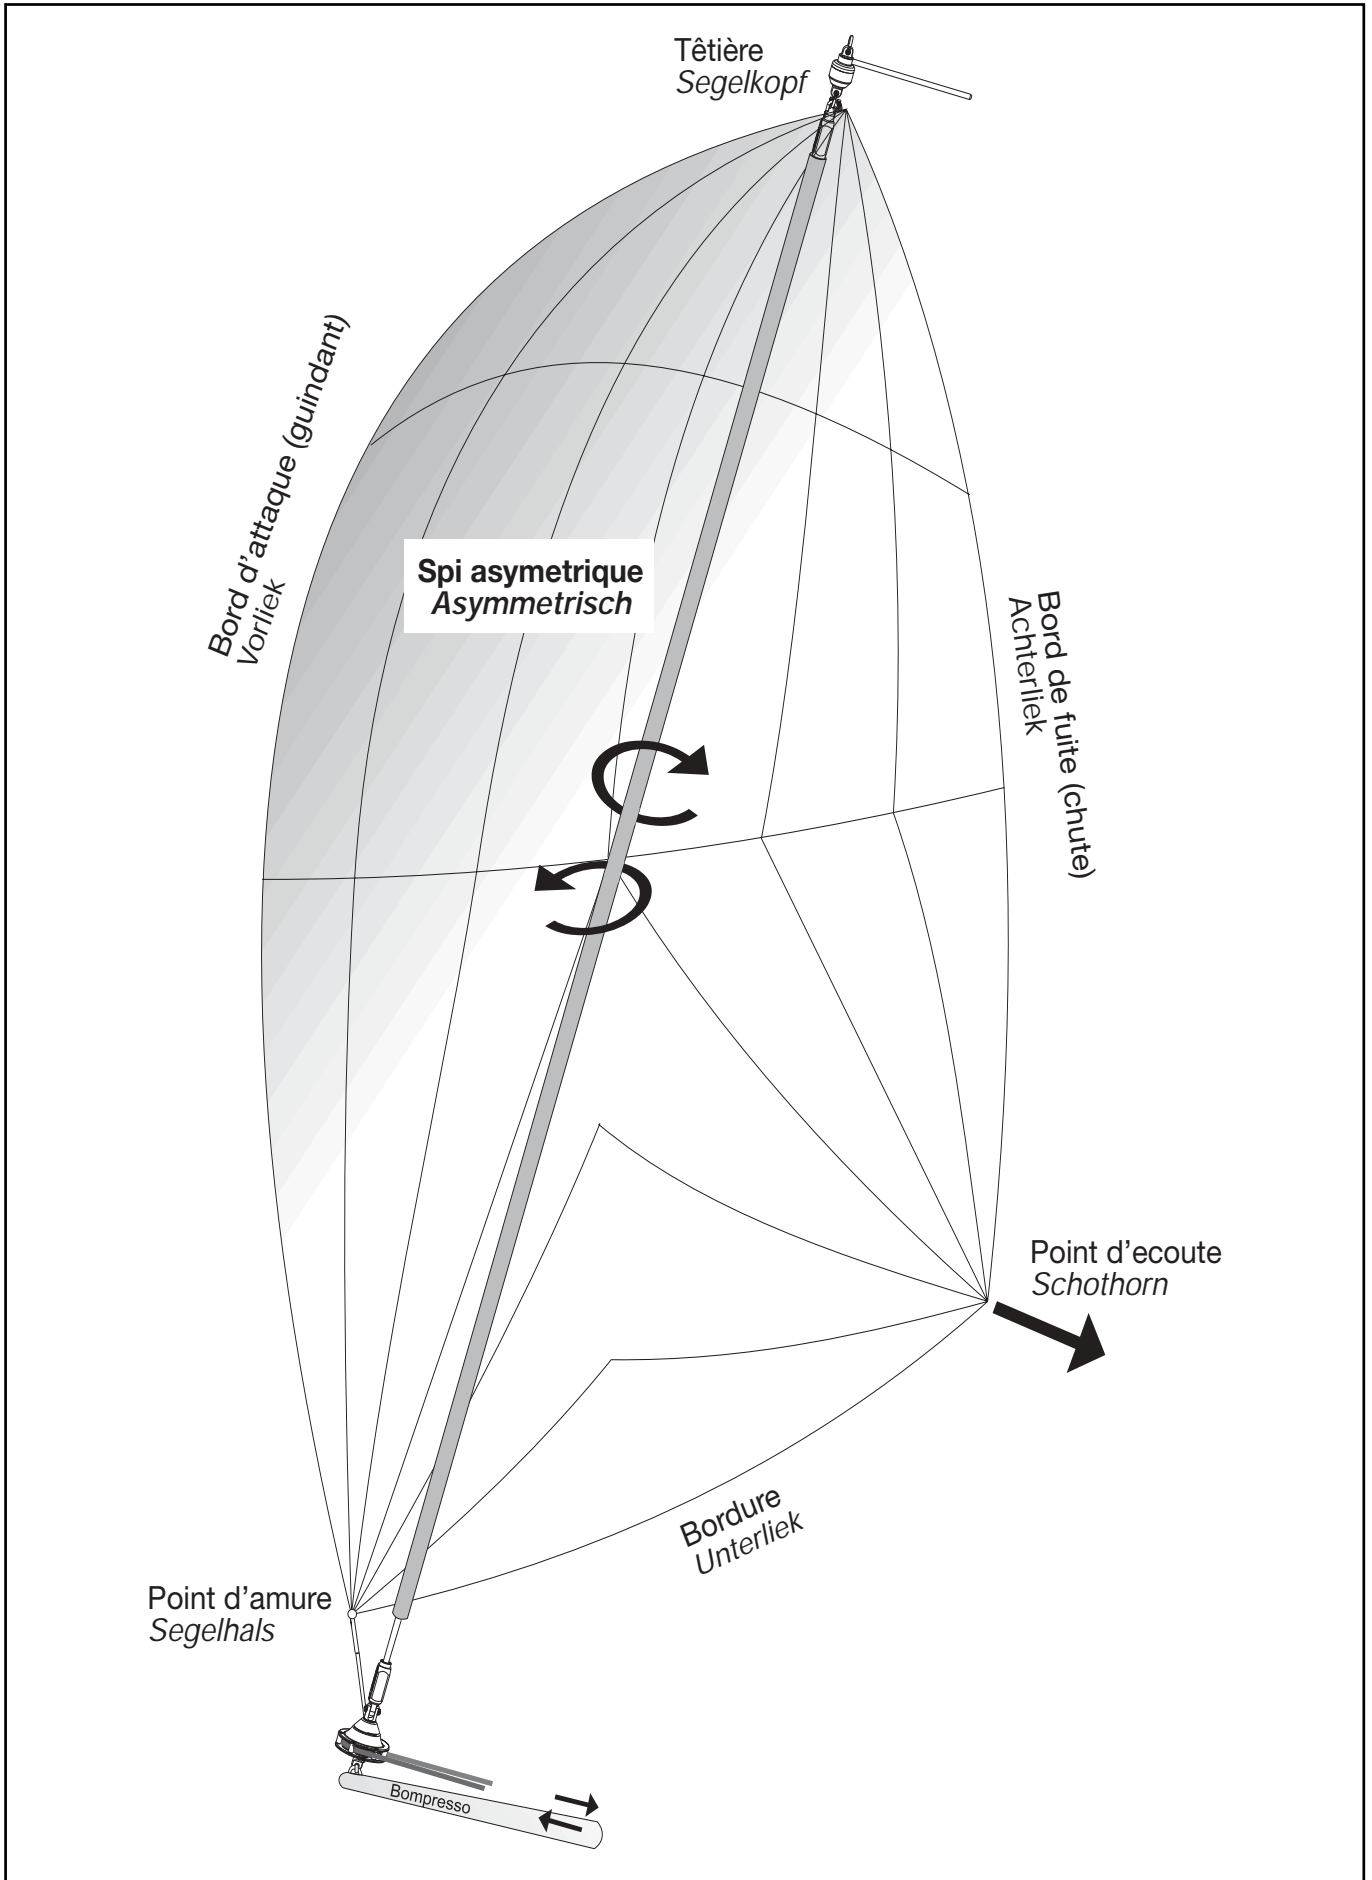 Têtière
Segelkopf
Bord d'attaque (guindant)
Vorliek
Spi asymetrique
Asymmetrisch
Bord de fuite (chute)
Achterliek
Point d'ecoute
Schothorn
Bordure
Unterliek
Point d'amure
Segelhals
Bompresso